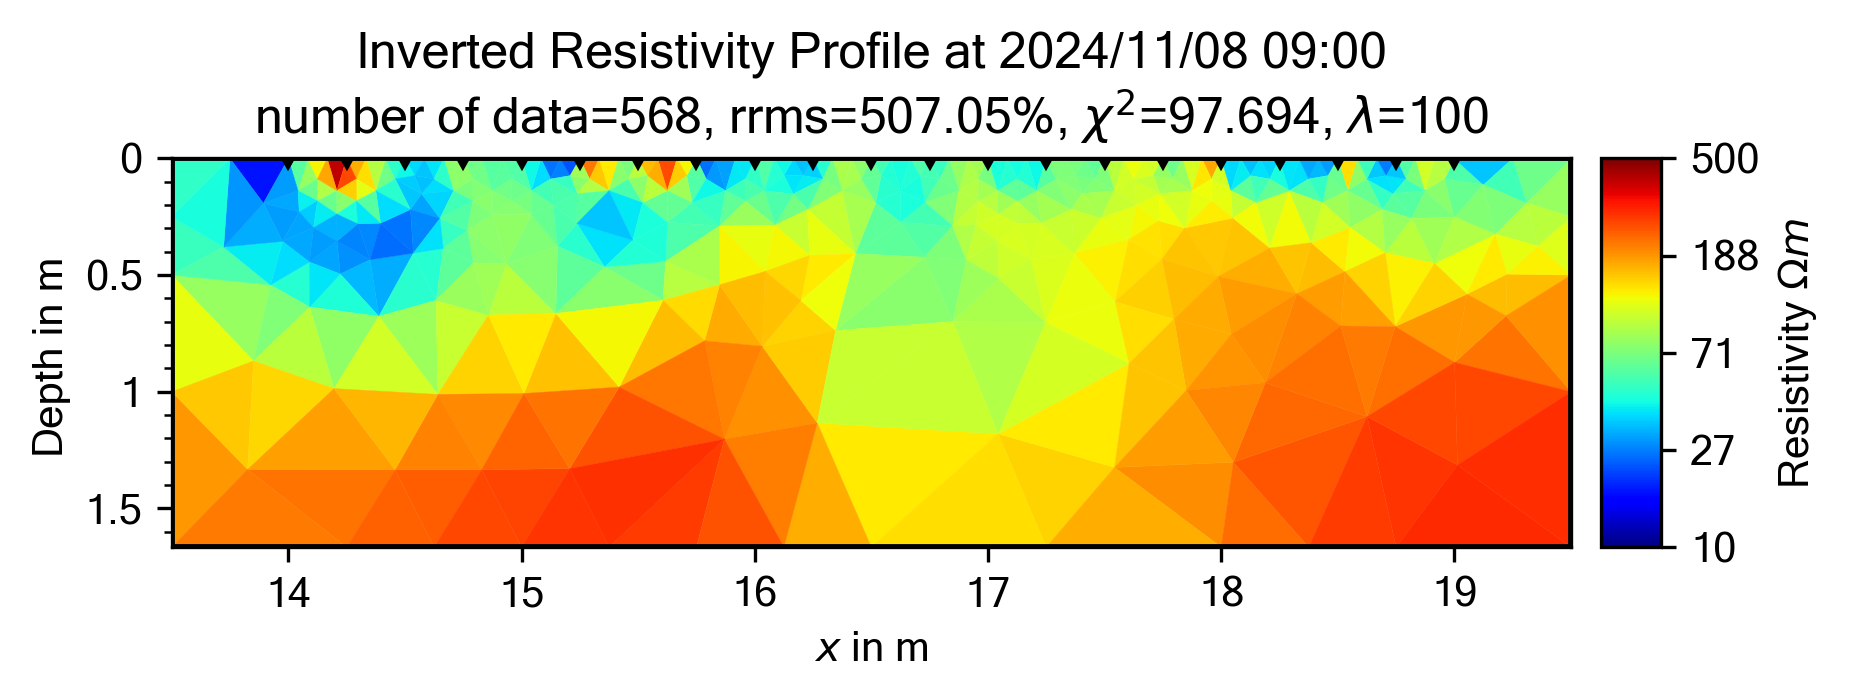 Inverted Resistivity Profile at 2024/11/08 09:00
number of data=568, rrms=507.05%, χ²=97.694, λ=100
0
0.5
1
1.5
Depth in m
14 15 16 17 18 19
x in m
500
188
71
27
10
Resistivity Ωm